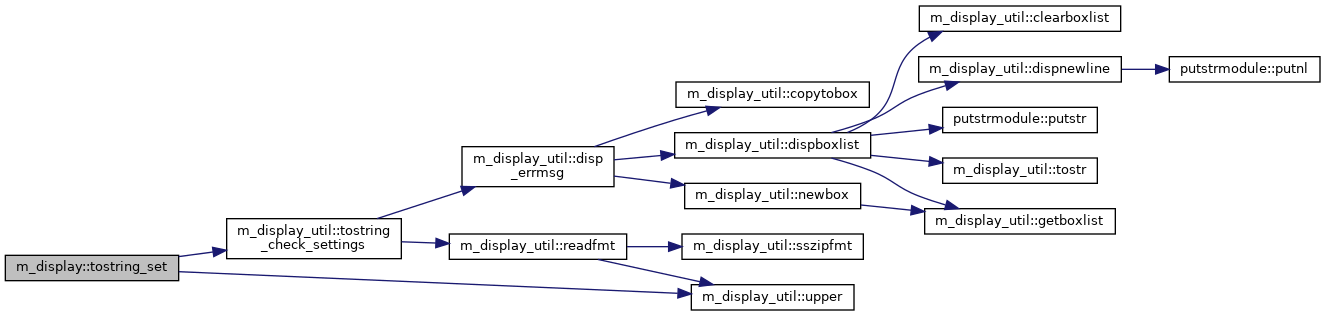 m_display_util::clearboxlist
m_display_util::dispnewline
putstrmodule::putnl
m_display_util::copytobox
putstrmodule::putstr
m_display_util::dispboxlist
m_display_util::disp
_errmsg
m_display_util::tostr
m_display_util::newbox
m_display_util::getboxlist
m_display_util::tostring
_check_settings
m_display_util::readfmt
m_display_util::sszipfmt
m_display::tostring_set
m_display_util::upper